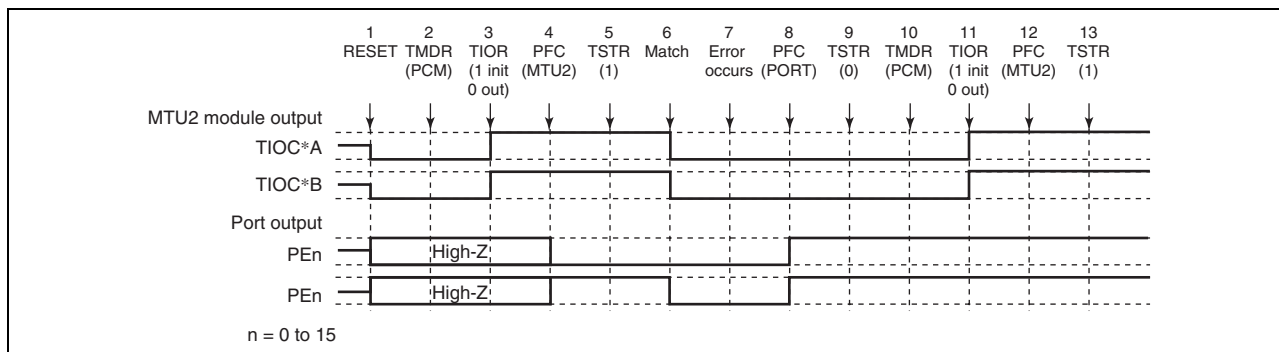 1 2 3 4 5 6 7 8 9 10 11 12 13
RESET TMDR TIOR PFC TSTR Match Error PFC TSTR TMDR TIOR PFC TSTR
(PCM) (1 init (MTU2) (1) occurs (PORT) (0) (PCM) (1 init (MTU2) (1)
0 out) 0 out)
MTU2 module output
TIOC*A
TIOC*B
Port output
PEn High-Z
PEn High-Z
n = 0 to 15